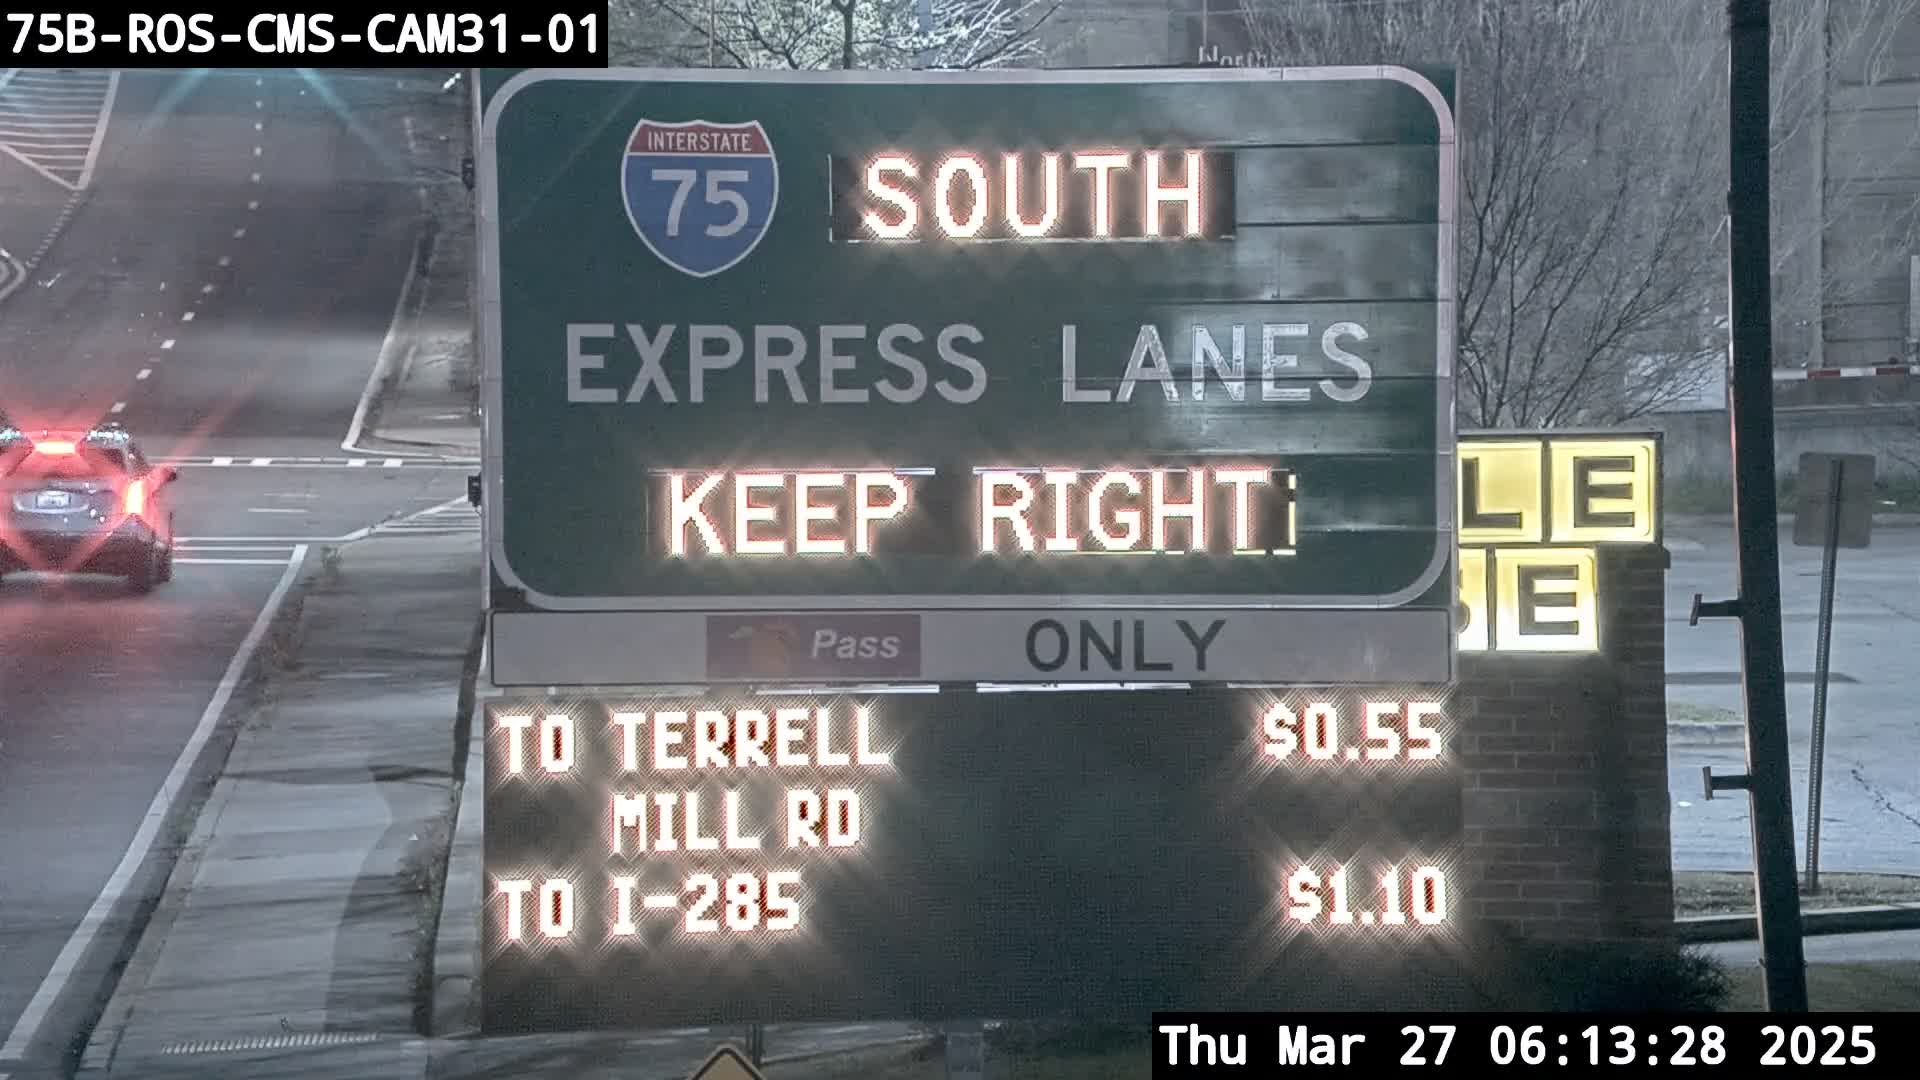 75B-ROS-CMS-CAM31-01
INTERSTATE
75
SOUTH
EXPRESS LANES
KEEP RIGHT
Pass ONLY
TO TERRELL $0.55
MILL RD
TO I-285 $1.10
LE
E
Thu Mar 27 06:13:28 2025